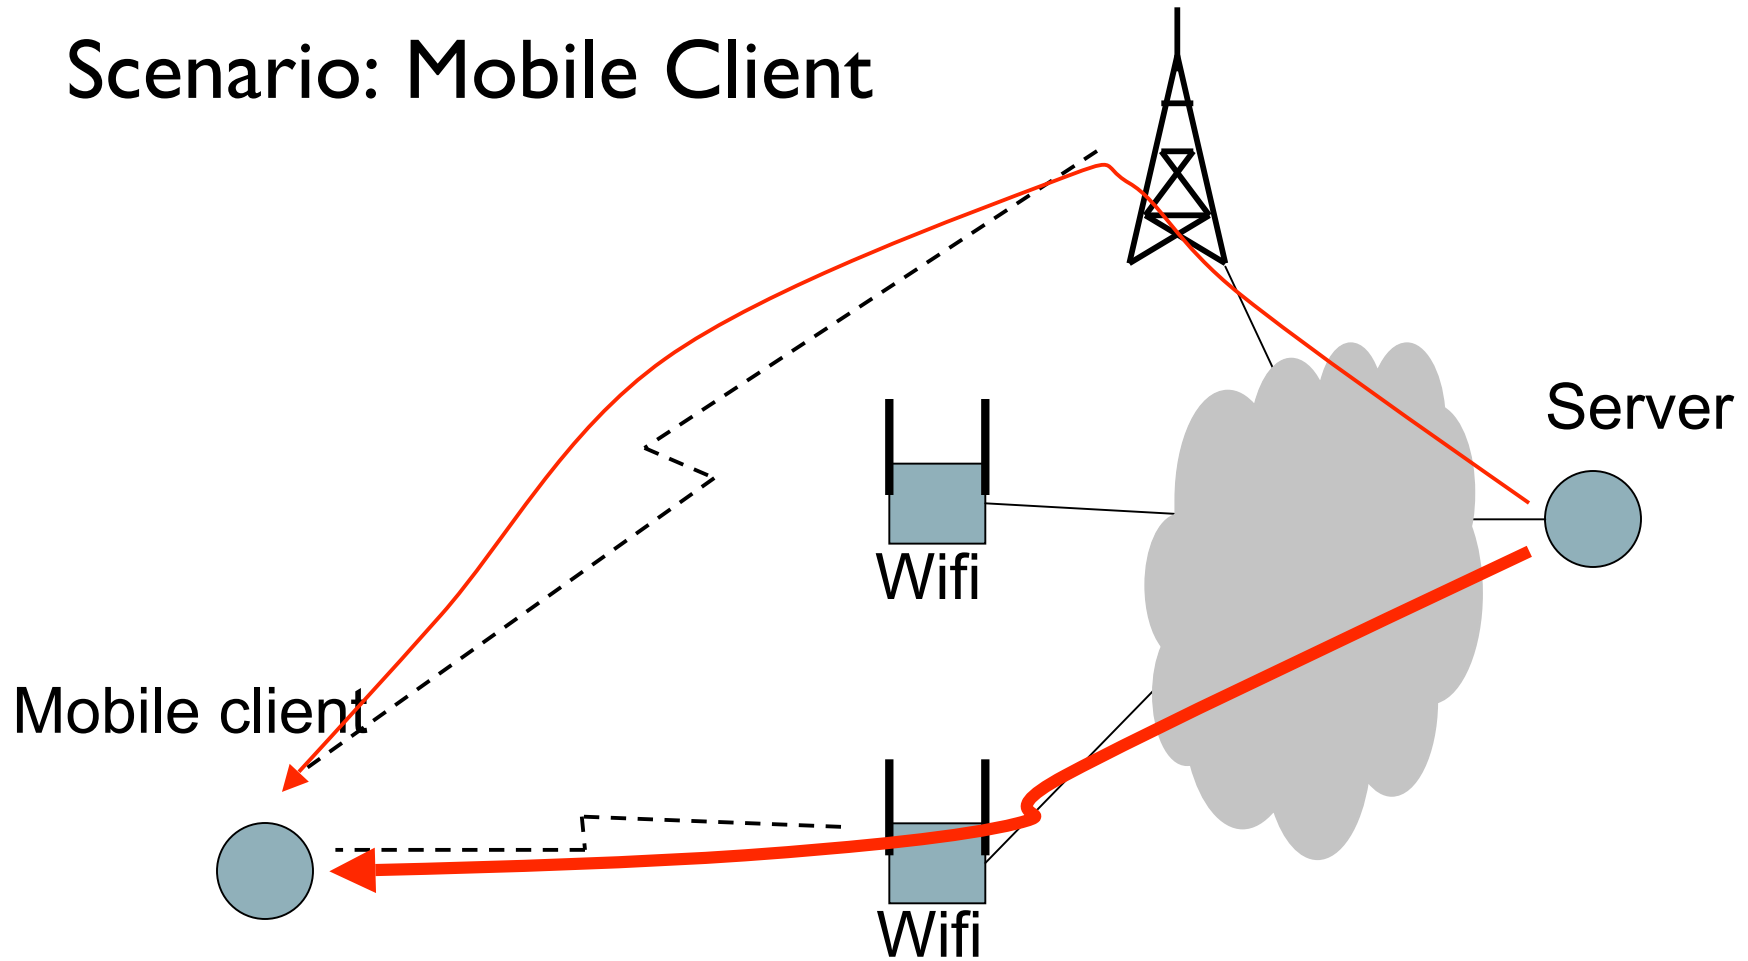 Scenario: Mobile Client
Server
Wifi
Mobile client
Wifi